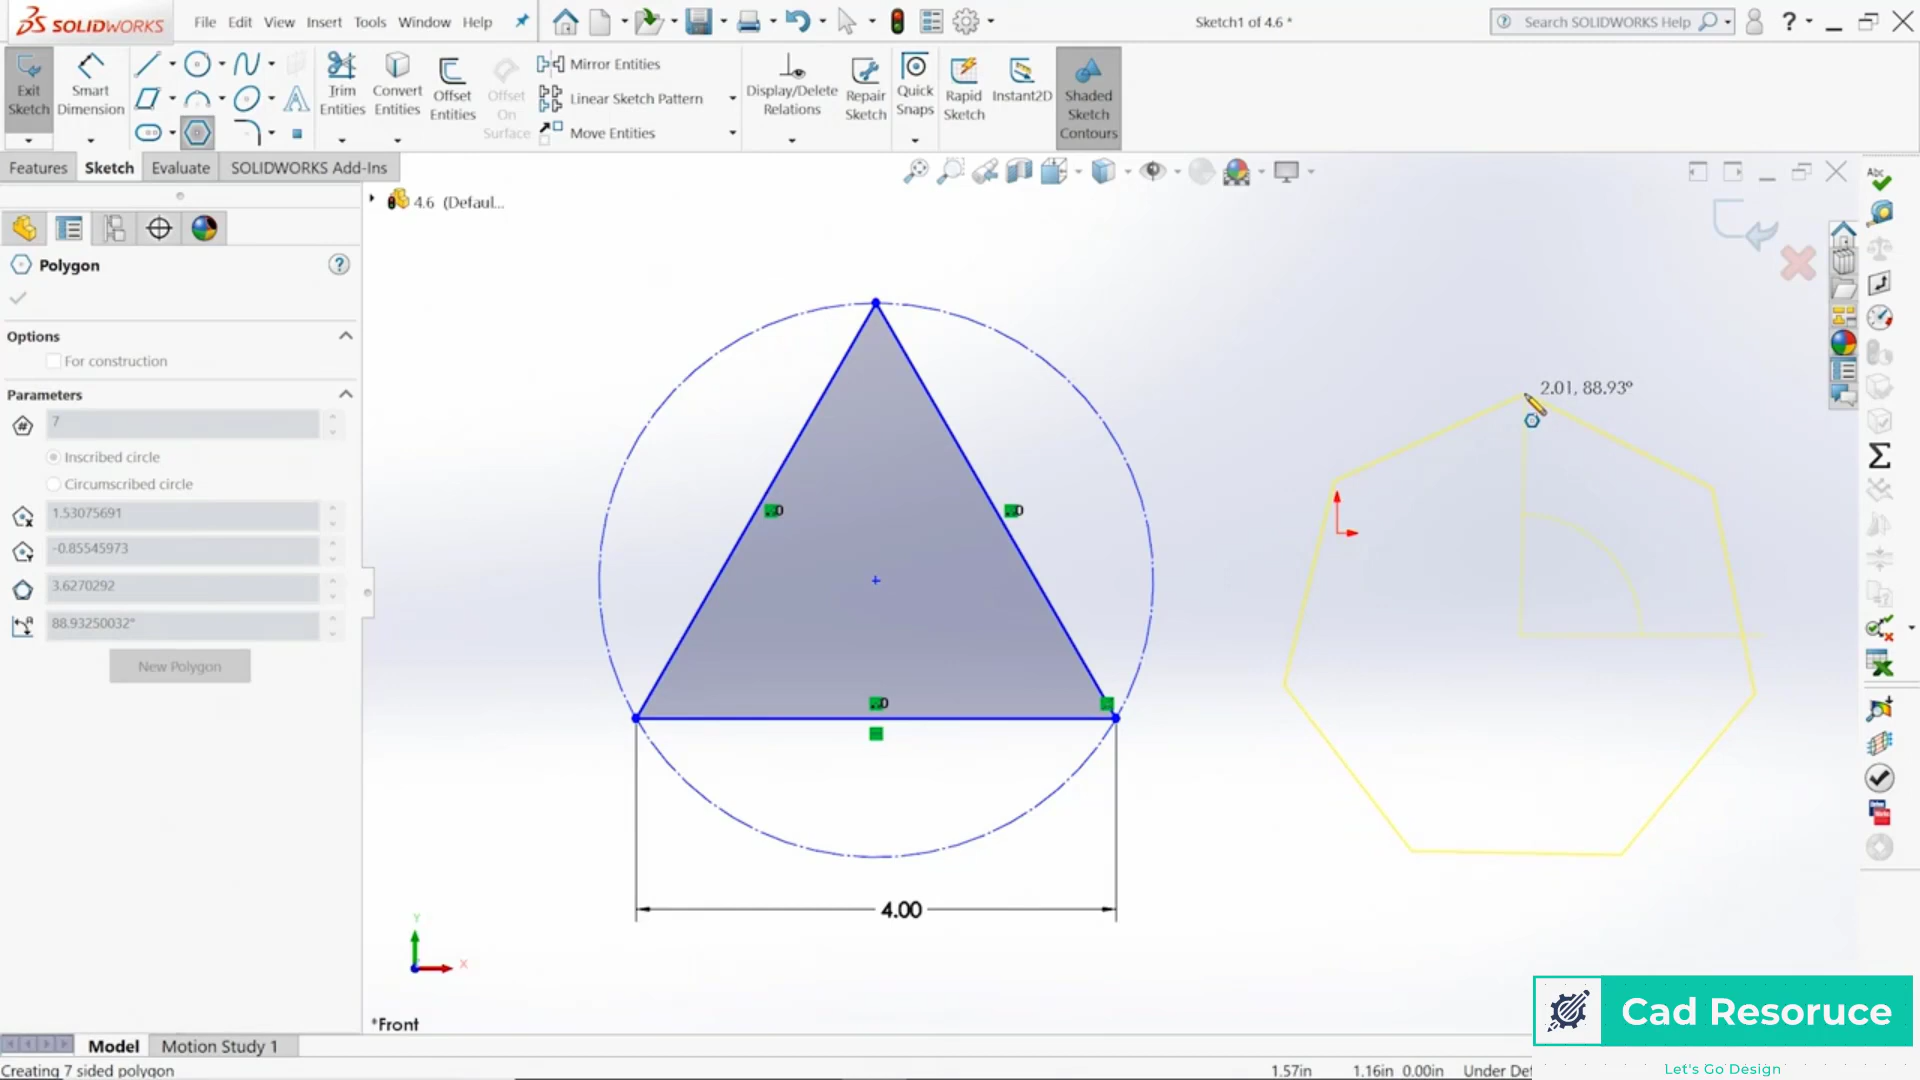 SOLIDWORKS
File Edit View Insert Tools Window Help
Sketch1 of 4.6 *
Search SOLIDWORKS Help
Exit Sketch
Smart Dimension
Trim Entities
Convert Entities
Offset Entities
Offset On Surface
Mirror Entities
Linear Sketch Pattern
Move Entities
Display/Delete Relations
Repair Sketch
Quick Snaps
Rapid Sketch
Instant2D
Shaded Sketch Contours
Features Sketch Evaluate SOLIDWORKS Add-Ins
4.6 (Defaul...
Polygon
Options
For construction
Parameters
7
Inscribed circle
Circumscribed circle
1.53075691
-0.85545973
3.6270292
88.93250032°
New Polygon
2.01, 88.93°
4.00
Y
X
*Front
Model Motion Study 1
Creating 7 sided polygon
1.57in 1.16in 0.00in Under Def
Cad Resoruce
Let's Go Design